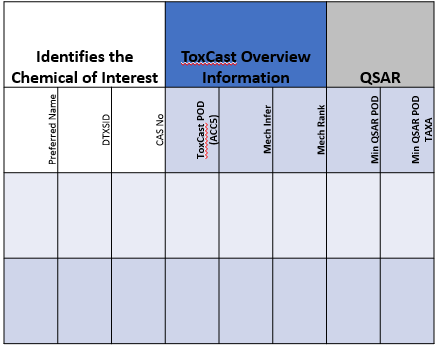 Identifies the
Chemical of Interest
ToxCast Overview
Information
QSAR
Preferred Name
DTXSID
CAS No
ToxCast POD
(ACC5)
Mech Infer
Mech Rank
Min QSAR POD
Min QSAR POD
TAXA